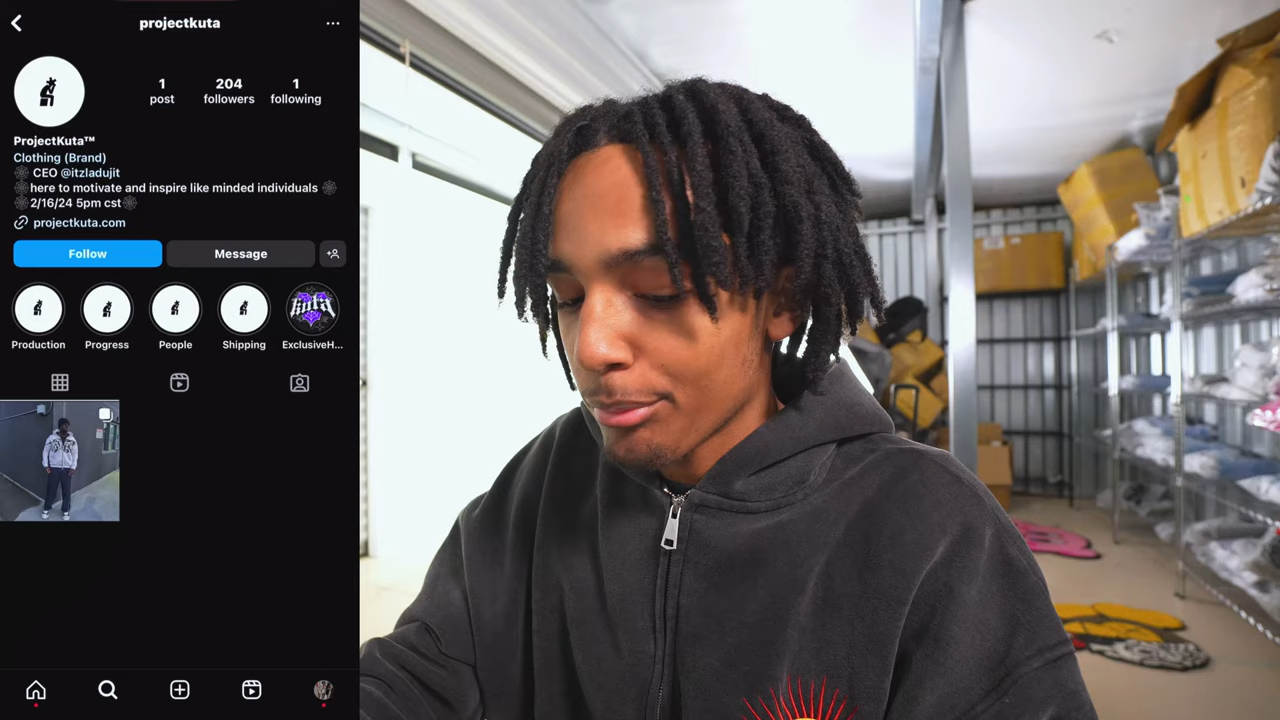 projectkuta
1 204 1
post followers following
ProjectKuta™
Clothing (Brand)
CEO @itzladujit
here to motivate and inspire like minded individuals
2/16/24 5pm cst
projectkuta.com
Follow Message
kuta
Production Progress People Shipping ExclusiveH...